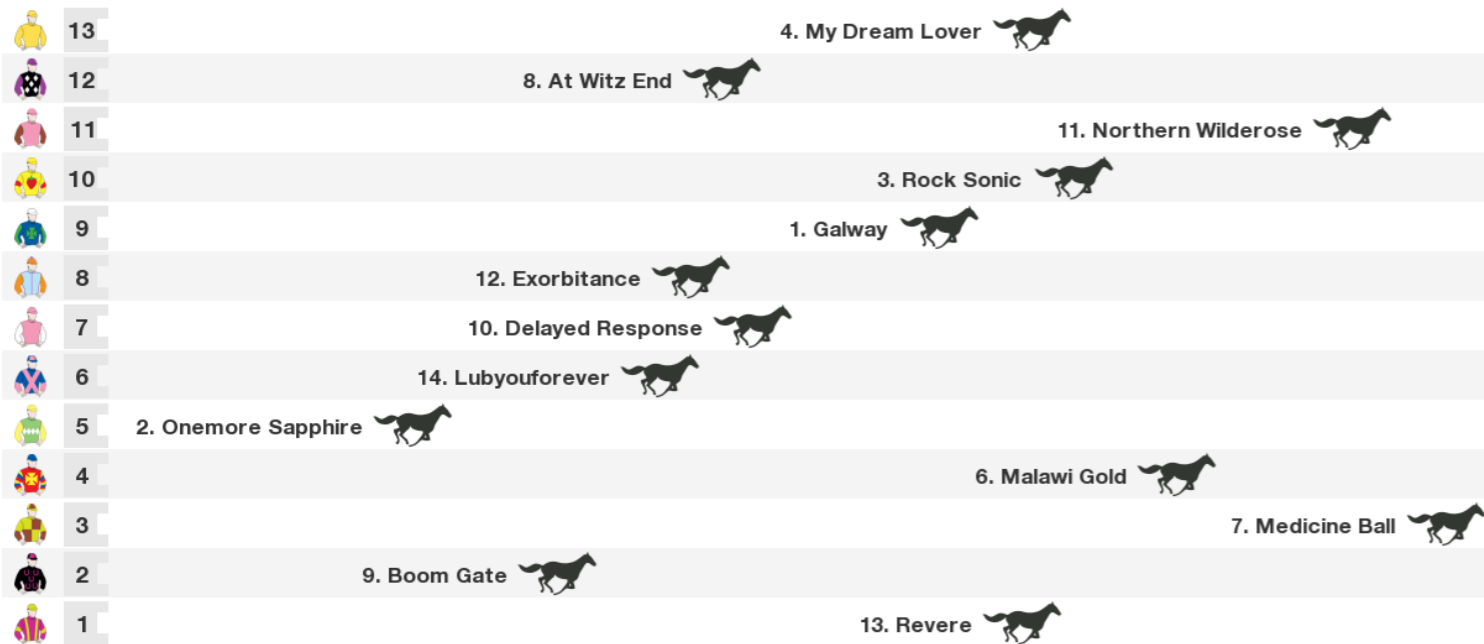 13 4. My Dream Lover
12 8. At Witz End
11 11. Northern Wilderose
10 3. Rock Sonic
9 1. Galway
8 12. Exorbitance
7 10. Delayed Response
6 14. Lubyouforever
5 2. Onemore Sapphire
4 6. Malawi Gold
3 7. Medicine Ball
2 9. Boom Gate
1 13. Revere